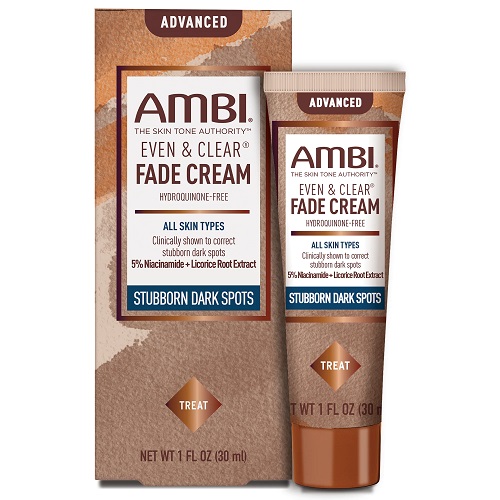 ADVANCED
AMBI®
THE SKIN TONE AUTHORITY™
EVEN & CLEAR®
FADE CREAM
HYDROQUINONE-FREE
ALL SKIN TYPES
Clinically shown to correct
stubborn dark spots
5% Niacinamide + Licorice Root Extract
STUBBORN DARK SPOTS
TREAT
NET WT 1 FL OZ (30 ml)
ADVANCED
AMBI®
THE SKIN TONE AUTHORITY™
EVEN & CLEAR®
FADE CREAM
HYDROQUINONE-FREE
ALL SKIN TYPES
Clinically shown to correct
stubborn dark spots
5% Niacinamide + Licorice Root Extract
STUBBORN DARK SPOTS
TREAT
T WT 1 FL OZ (30 m